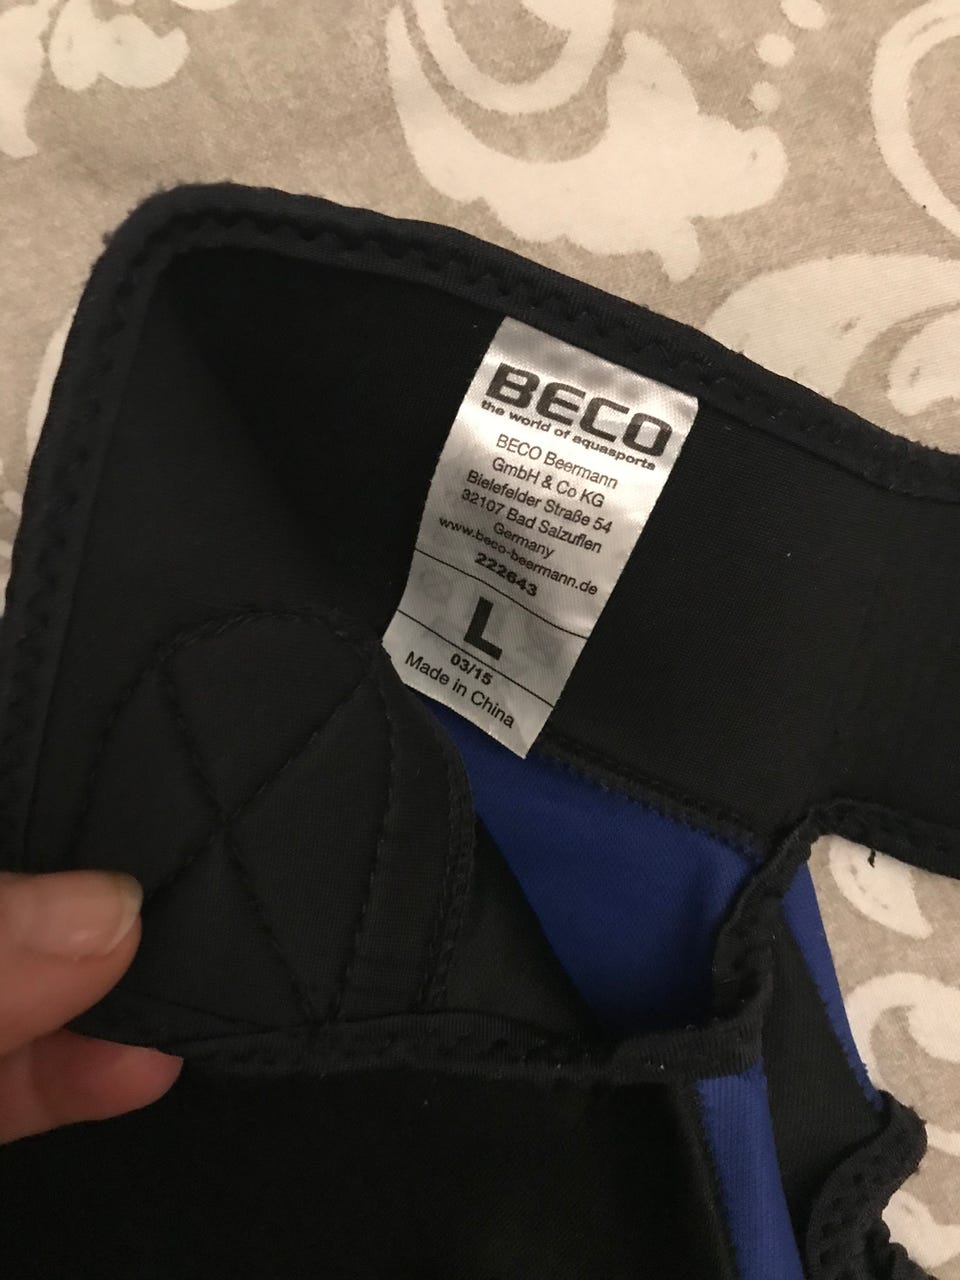 BECO
the world of aquasports
BECO Beermann
GmbH & Co KG
Bielefelder Straße 54
32107 Bad Salzuflen
Germany
www.beco-beermann.de
222643
L
03/15
Made in China